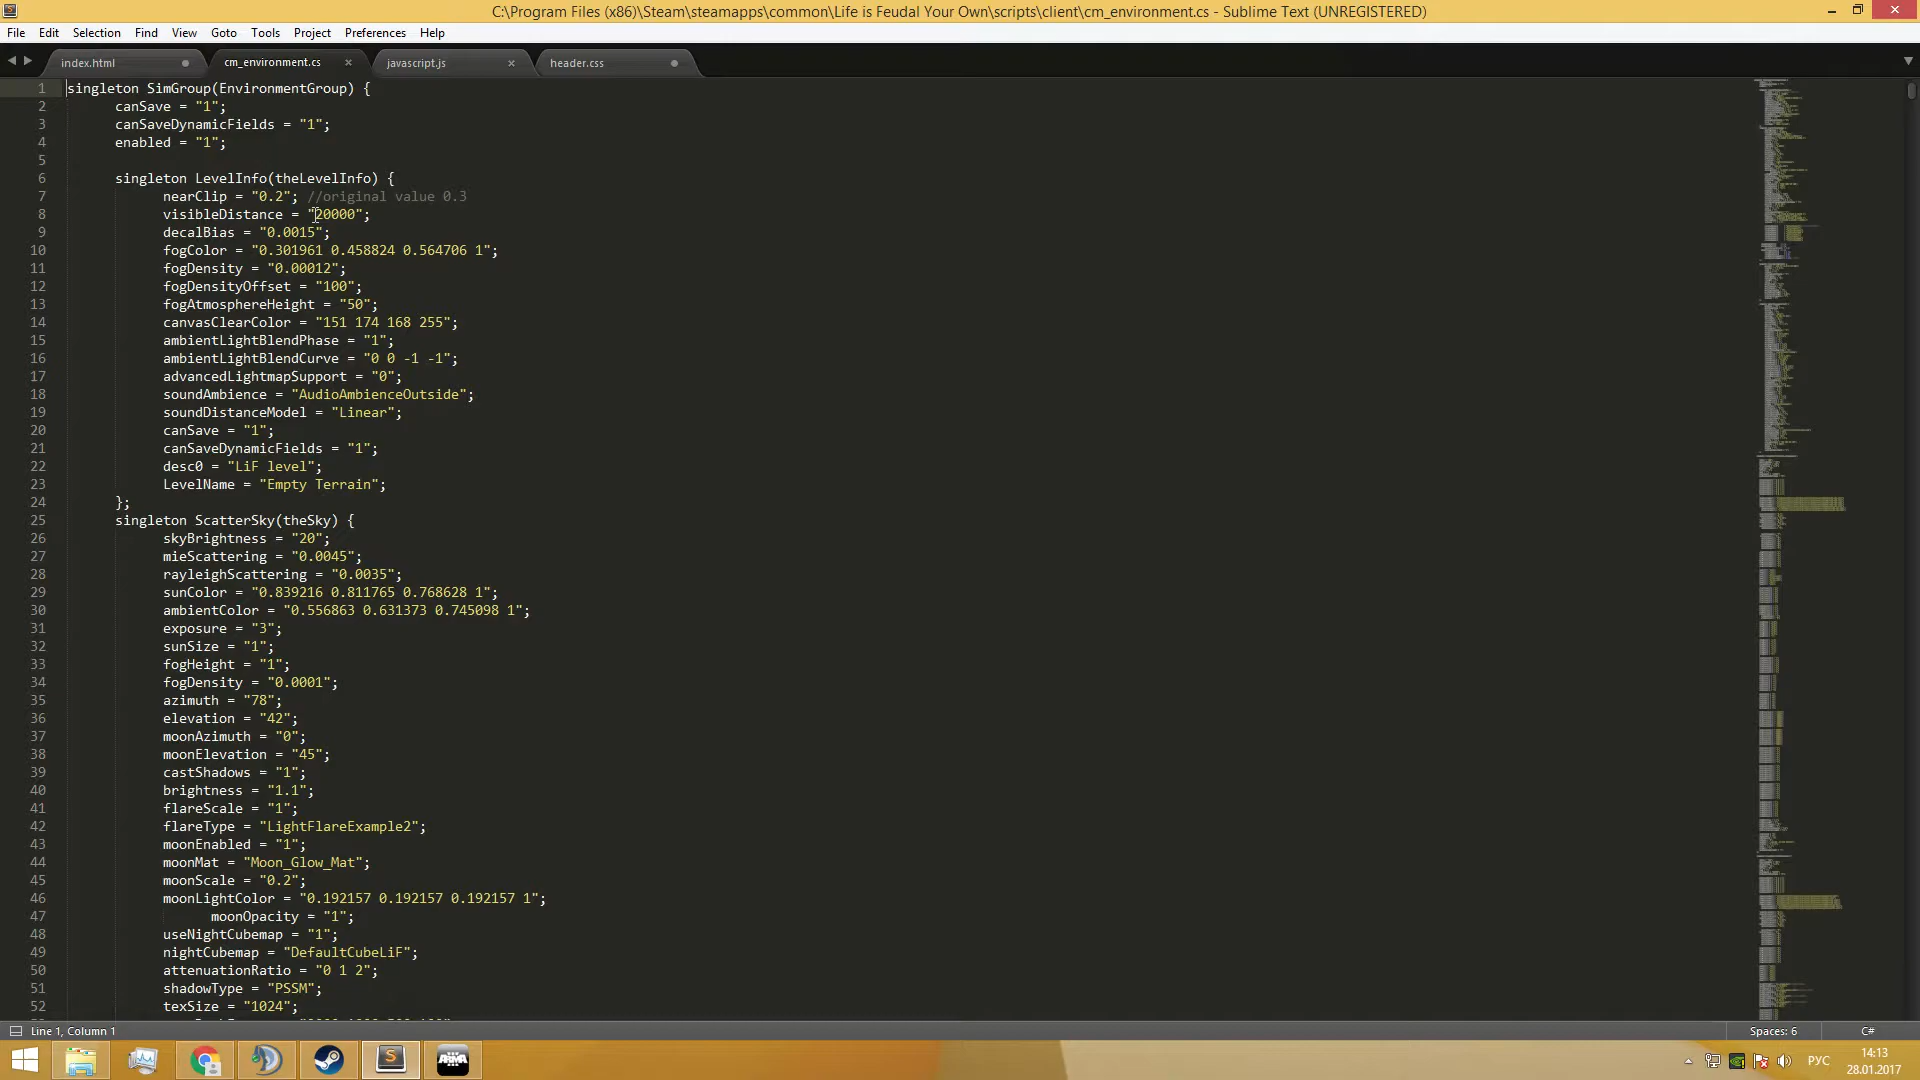 C:\Program Files (x86)\Steam\steamapps\common\Life is Feudal Your Own\scripts\client\cm_environment.cs - Sublime Text (UNREGISTERED)
File Edit Selection Find View Goto Tools Project Preferences Help
index.html cm_environment.cs javascript.js header.css
1 singleton SimGroup(EnvironmentGroup) {
2 canSave = "1";
3 canSaveDynamicFields = "1";
4 enabled = "1";
5
6 singleton LevelInfo(theLevelInfo) {
7 nearClip = "0.2"; //original value 0.3
8 visibleDistance = "20000";
9 decalBias = "0.0015";
10 fogColor = "0.301961 0.458824 0.564706 1";
11 fogDensity = "0.00012";
12 fogDensityOffset = "100";
13 fogAtmosphereHeight = "50";
14 canvasClearColor = "151 174 168 255";
15 ambientLightBlendPhase = "1";
16 ambientLightBlendCurve = "0 0 -1 -1";
17 advancedLightmapSupport = "0";
18 soundAmbience = "AudioAmbienceOutside";
19 soundDistanceModel = "Linear";
20 canSave = "1";
21 canSaveDynamicFields = "1";
22 desc0 = "LiF level";
23 LevelName = "Empty Terrain";
24 };
25 singleton ScatterSky(theSky) {
26 skyBrightness = "20";
27 mieScattering = "0.0045";
28 rayleighScattering = "0.0035";
29 sunColor = "0.839216 0.811765 0.768628 1";
30 ambientColor = "0.556863 0.631373 0.745098 1";
31 exposure = "3";
32 sunSize = "1";
33 fogHeight = "1";
34 fogDensity = "0.0001";
35 azimuth = "78";
36 elevation = "42";
37 moonAzimuth = "0";
38 moonElevation = "45";
39 castShadows = "1";
40 brightness = "1.1";
41 flareScale = "1";
42 flareType = "LightFlareExample2";
43 moonEnabled = "1";
44 moonMat = "Moon_Glow_Mat";
45 moonScale = "0.2";
46 moonLightColor = "0.192157 0.192157 0.192157 1";
47 moonOpacity = "1";
48 useNightCubemap = "1";
49 nightCubemap = "DefaultCubeLiF";
50 attenuationRatio = "0 1 2";
51 shadowType = "PSSM";
52 texSize = "1024";
Line 1, Column 1 Spaces: 6 C#
ARMA
РУС
14:13
28.01.2017